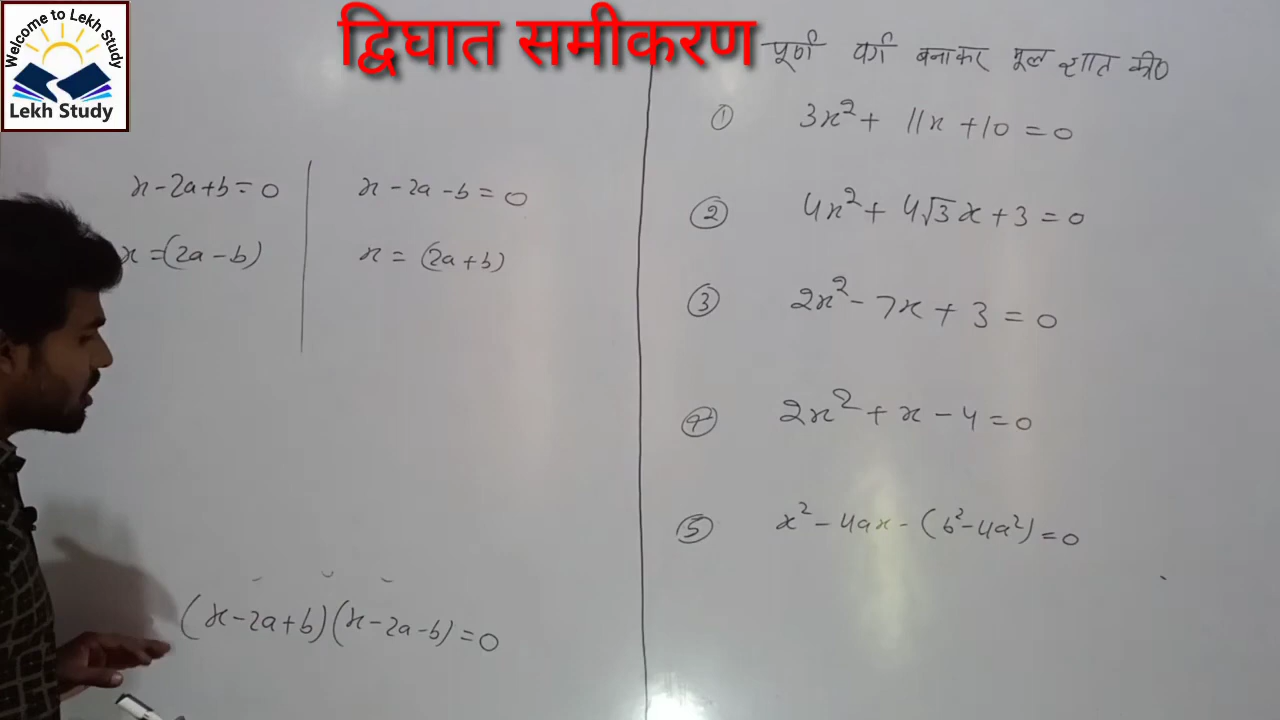 Welcome to Lekh Study
Lekh Study
द्विघात समीकरण
पूर्ण वर्ग बनाकर मूल ज्ञात की०
① 3x² + 11x + 10 = 0
② 4x² + 4√3x + 3 = 0
③ 2x² - 7x + 3 = 0
④ 2x² + x - 4 = 0
⑤ x² - 4ax - (b² - 4a²) = 0
x - 2a + b = 0
x = (2a - b)
x - 2a - b = 0
x = (2a + b)
(x - 2a + b)(x - 2a - b) = 0